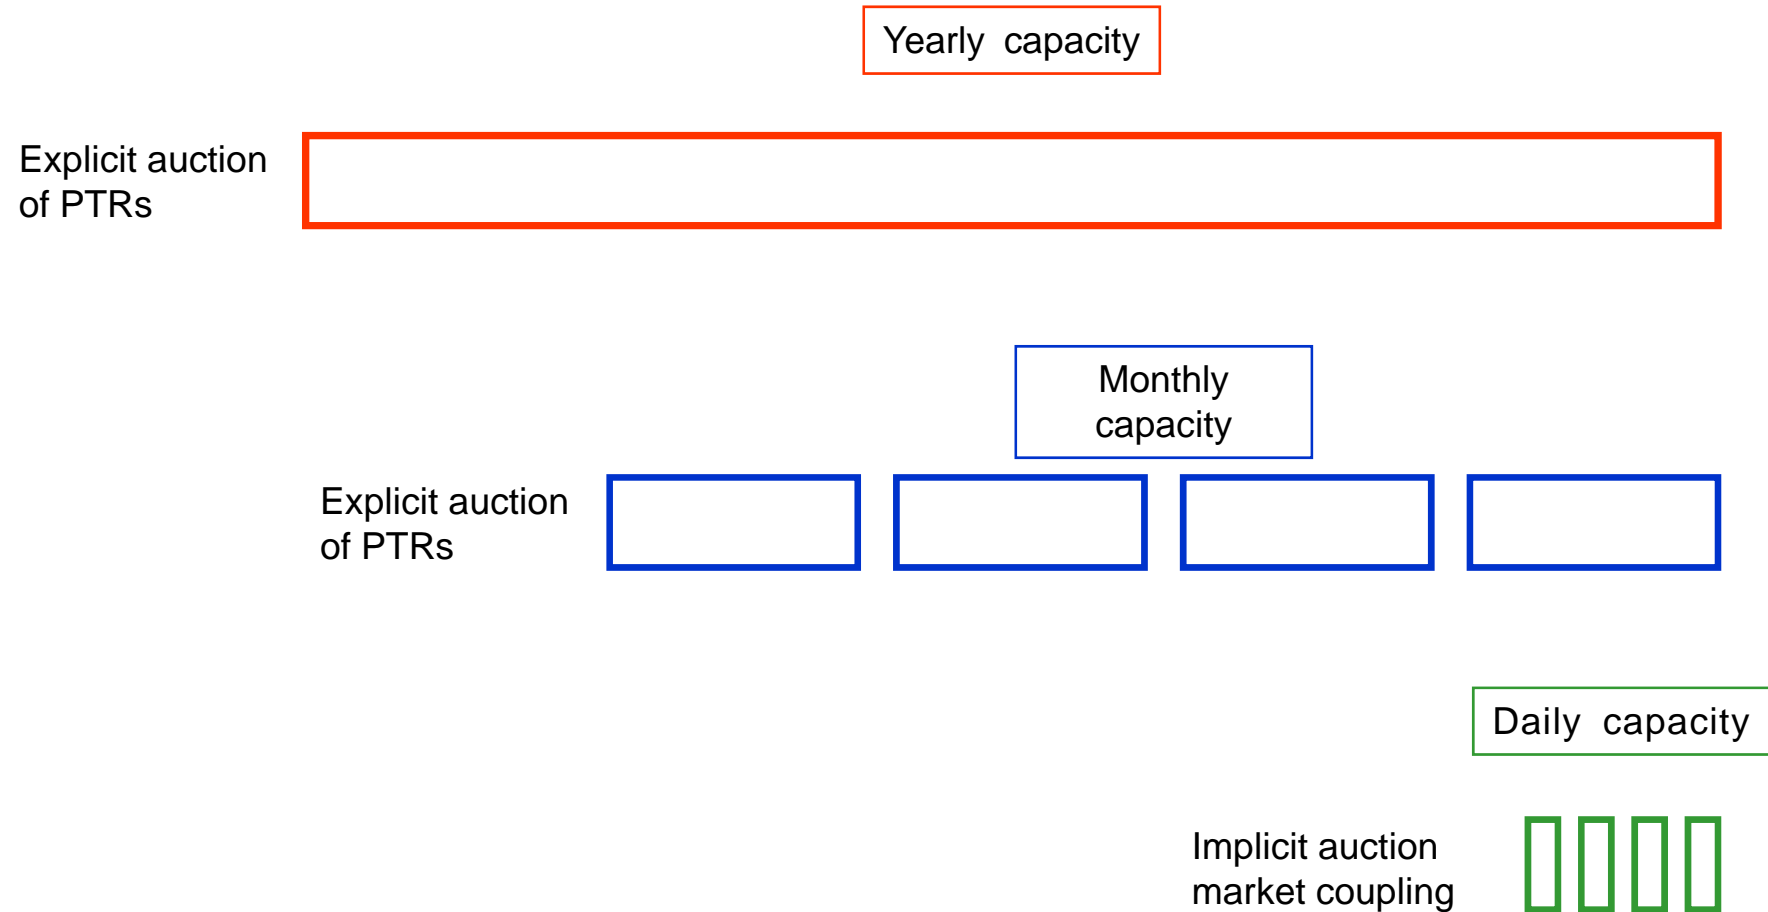 Yearly capacity
Explicit auction
of PTRs
Monthly
capacity
Explicit auction
of PTRs
Daily capacity
Implicit auction
market coupling